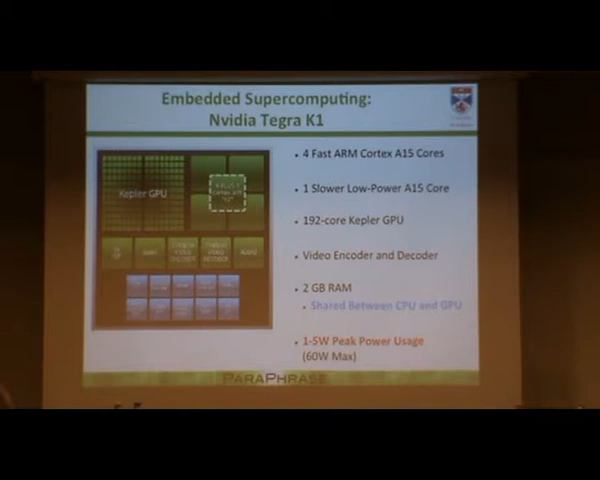 Embedded Supercomputing:
Nvidia Tegra K1
4 Fast ARM Cortex A15 Cores
1 Slower Low-Power A15 Core
192-core Kepler GPU
Video Encoder and Decoder
2 GB RAM
Shared Between CPU and GPU
1-5W Peak Power Usage
(60W Max)
Kepler GPU
PARAPHRASE